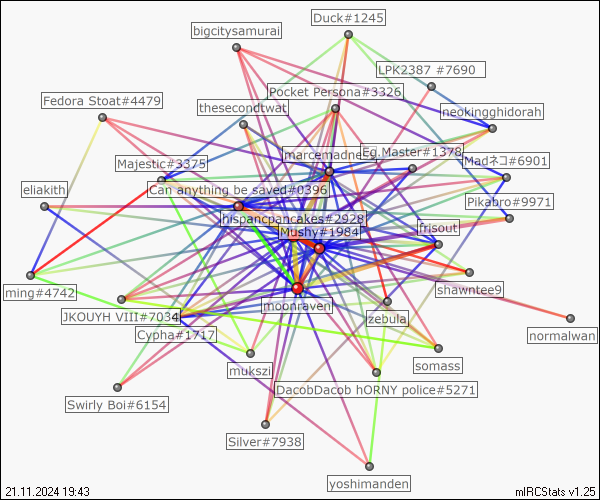 Duck#1245
bigcitysamurai
LPK2387 #7690
Pocket Persona#3326
Fedora Stoat#4479
thesecondtwat
neokingghidorah
marcemadness
Eg.Master#1378
Majestic#3375
Madネコ#6901
eliakith
Can anything be saved#0396
Pikabro#9971
hispancpancakes#2928
Mushy#1984
frisout
ming#4742
shawntee9
moonraven
JKOUYH VIII#7034
zebula
Cypha#1717
normalwan
mukszi
somass
DacobDacob hORNY police#5271
Swirly Boi#6154
Silver#7938
yoshimanden
21.11.2024 19:43
mIRCStats v1.25